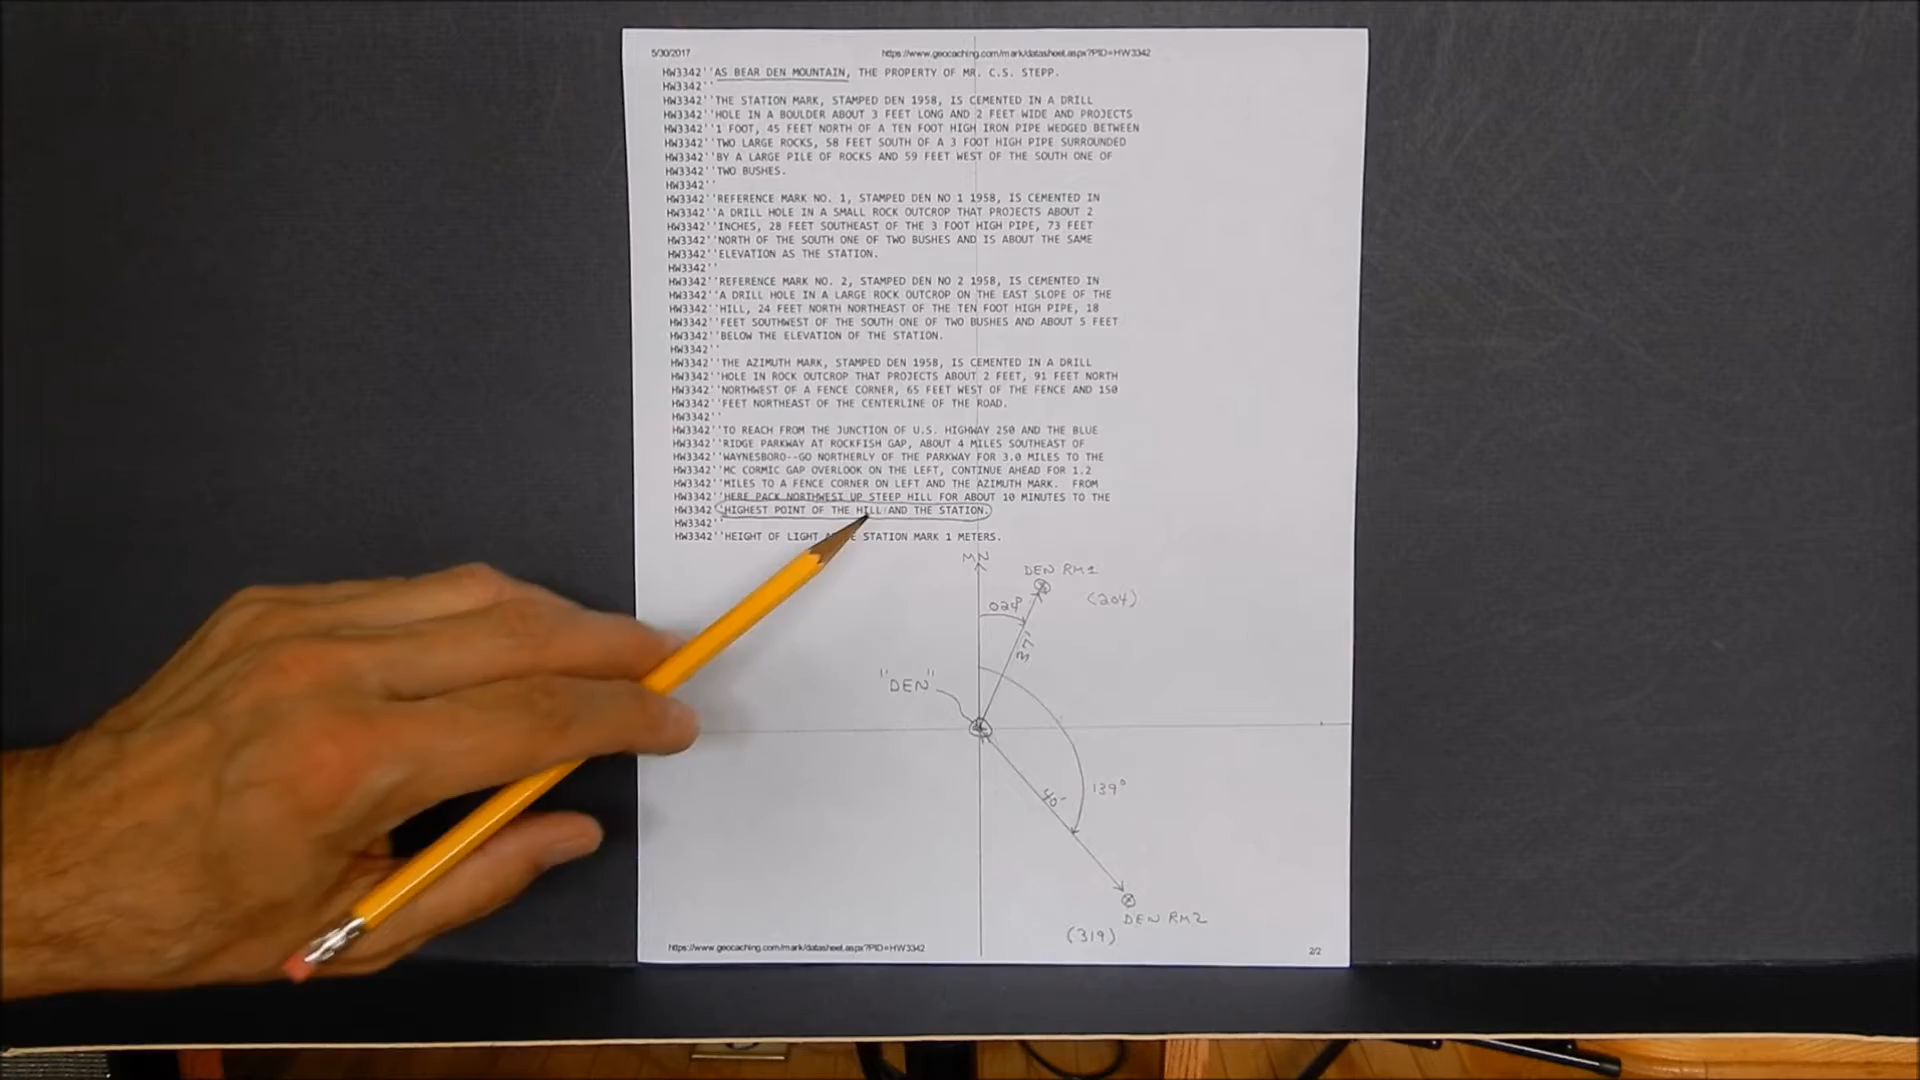 5/30/2017 https://www.geocaching.com/mark/datasheet.aspx?PID=HW3342
HW3342''AS BEAR DEN MOUNTAIN, THE PROPERTY OF MR. C.S. STEPP.
HW3342''
HW3342''THE STATION MARK, STAMPED DEN 1958, IS CEMENTED IN A DRILL
HW3342''HOLE IN A BOULDER ABOUT 3 FEET LONG AND 2 FEET WIDE AND PROJECTS
HW3342''1 FOOT, 45 FEET NORTH OF A TEN FOOT HIGH IRON PIPE WEDGED BETWEEN
HW3342''TWO LARGE ROCKS, 58 FEET SOUTH OF A 3 FOOT HIGH PIPE SURROUNDED
HW3342''BY A LARGE PILE OF ROCKS AND 59 FEET WEST OF THE SOUTH ONE OF
HW3342''TWO BUSHES.
HW3342''
HW3342''REFERENCE MARK NO. 1, STAMPED DEN NO 1 1958, IS CEMENTED IN
HW3342''A DRILL HOLE IN A SMALL ROCK OUTCROP THAT PROJECTS ABOUT 2
HW3342''INCHES, 28 FEET SOUTHEAST OF THE 3 FOOT HIGH PIPE, 73 FEET
HW3342''NORTH OF THE SOUTH ONE OF TWO BUSHES AND IS ABOUT THE SAME
HW3342''ELEVATION AS THE STATION.
HW3342''
HW3342''REFERENCE MARK NO. 2, STAMPED DEN NO 2 1958, IS CEMENTED IN
HW3342''A DRILL HOLE IN A LARGE ROCK OUTCROP ON THE EAST SLOPE OF THE
HW3342''HILL, 24 FEET NORTH NORTHEAST OF THE TEN FOOT HIGH PIPE, 18
HW3342''FEET SOUTHWEST OF THE SOUTH ONE OF TWO BUSHES AND ABOUT 5 FEET
HW3342''BELOW THE ELEVATION OF THE STATION.
HW3342''
HW3342''THE AZIMUTH MARK, STAMPED DEN 1958, IS CEMENTED IN A DRILL
HW3342''HOLE IN ROCK OUTCROP THAT PROJECTS ABOUT 2 FEET, 91 FEET NORTH
HW3342''NORTHWEST OF A FENCE CORNER, 65 FEET WEST OF THE FENCE AND 150
HW3342''FEET NORTHEAST OF THE CENTERLINE OF THE ROAD.
HW3342''
HW3342''TO REACH FROM THE JUNCTION OF U.S. HIGHWAY 250 AND THE BLUE
HW3342''RIDGE PARKWAY AT ROCKFISH GAP, ABOUT 4 MILES SOUTHEAST OF
HW3342''WAYNESBORO--GO NORTHERLY OF THE PARKWAY FOR 3.0 MILES TO THE
HW3342''MC CORMIC GAP OVERLOOK ON THE LEFT, CONTINUE AHEAD FOR 1.2
HW3342''MILES TO A FENCE CORNER ON LEFT AND THE AZIMUTH MARK. FROM
HW3342''HERE PACK NORTHWEST UP STEEP HILL FOR ABOUT 10 MINUTES TO THE
HW3342''HIGHEST POINT OF THE HILL AND THE STATION.
HW3342''
HW3342''HEIGHT OF LIGHT STATION MARK 1 METERS.
MN
DEN RM1
024° (204)
37'
"DEN"
139°
40'
DEN RM2
(319)
https://www.geocaching.com/mark/datasheet.aspx?PID=HW3342 2/2